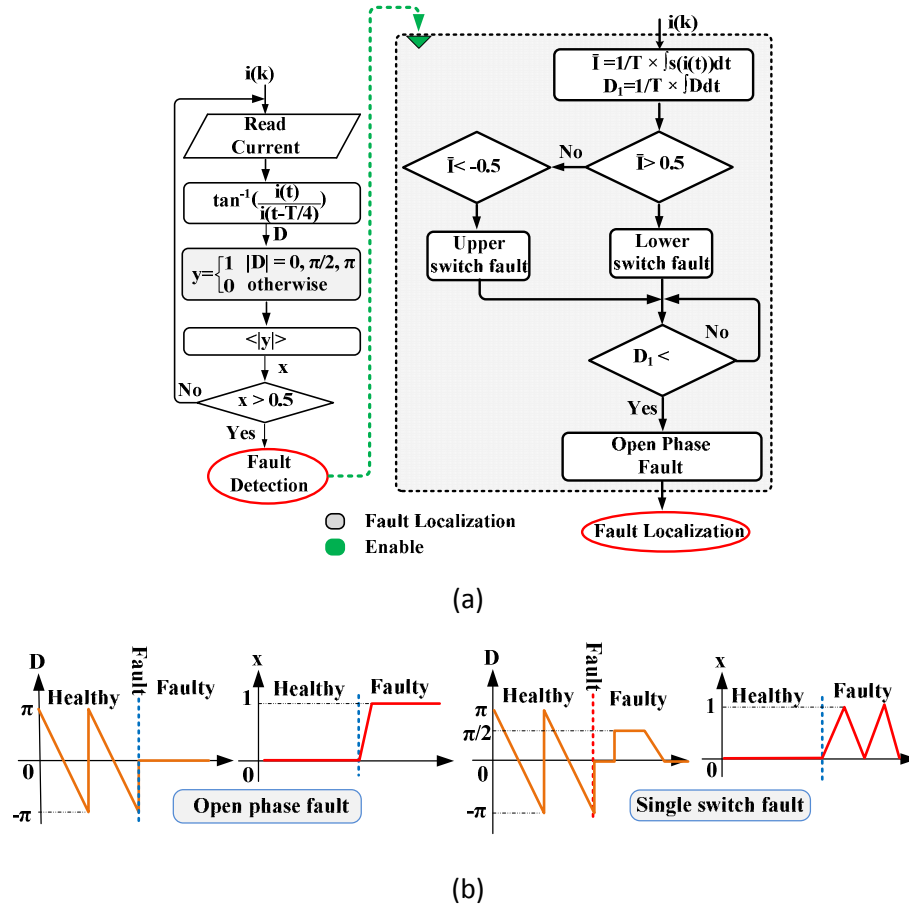 i(k)
Read
Current
tan⁻¹(i(t)/i(t-T/4))
D
y={1 |D| = 0, π/2, π
0 otherwise
<|y|>
x
No
x > 0.5
Yes
Fault
Detection
i(k)
Ī =1/T × ∫s(i(t))dt
D₁=1/T × ∫Ddt
Ī< -0.5
No
Ī> 0.5
Upper
switch fault
Lower
switch fault
No
D₁ <
Yes
Open Phase
Fault
Fault Localization
Fault Localization
Enable
(a)
D
Healthy
Fault
Faulty
π
0
-π
x
Healthy
Faulty
1
0
Open phase fault
D
Healthy
Fault
Faulty
π
π/2
0
-π
x
Healthy
Faulty
1
0
Single switch fault
(b)